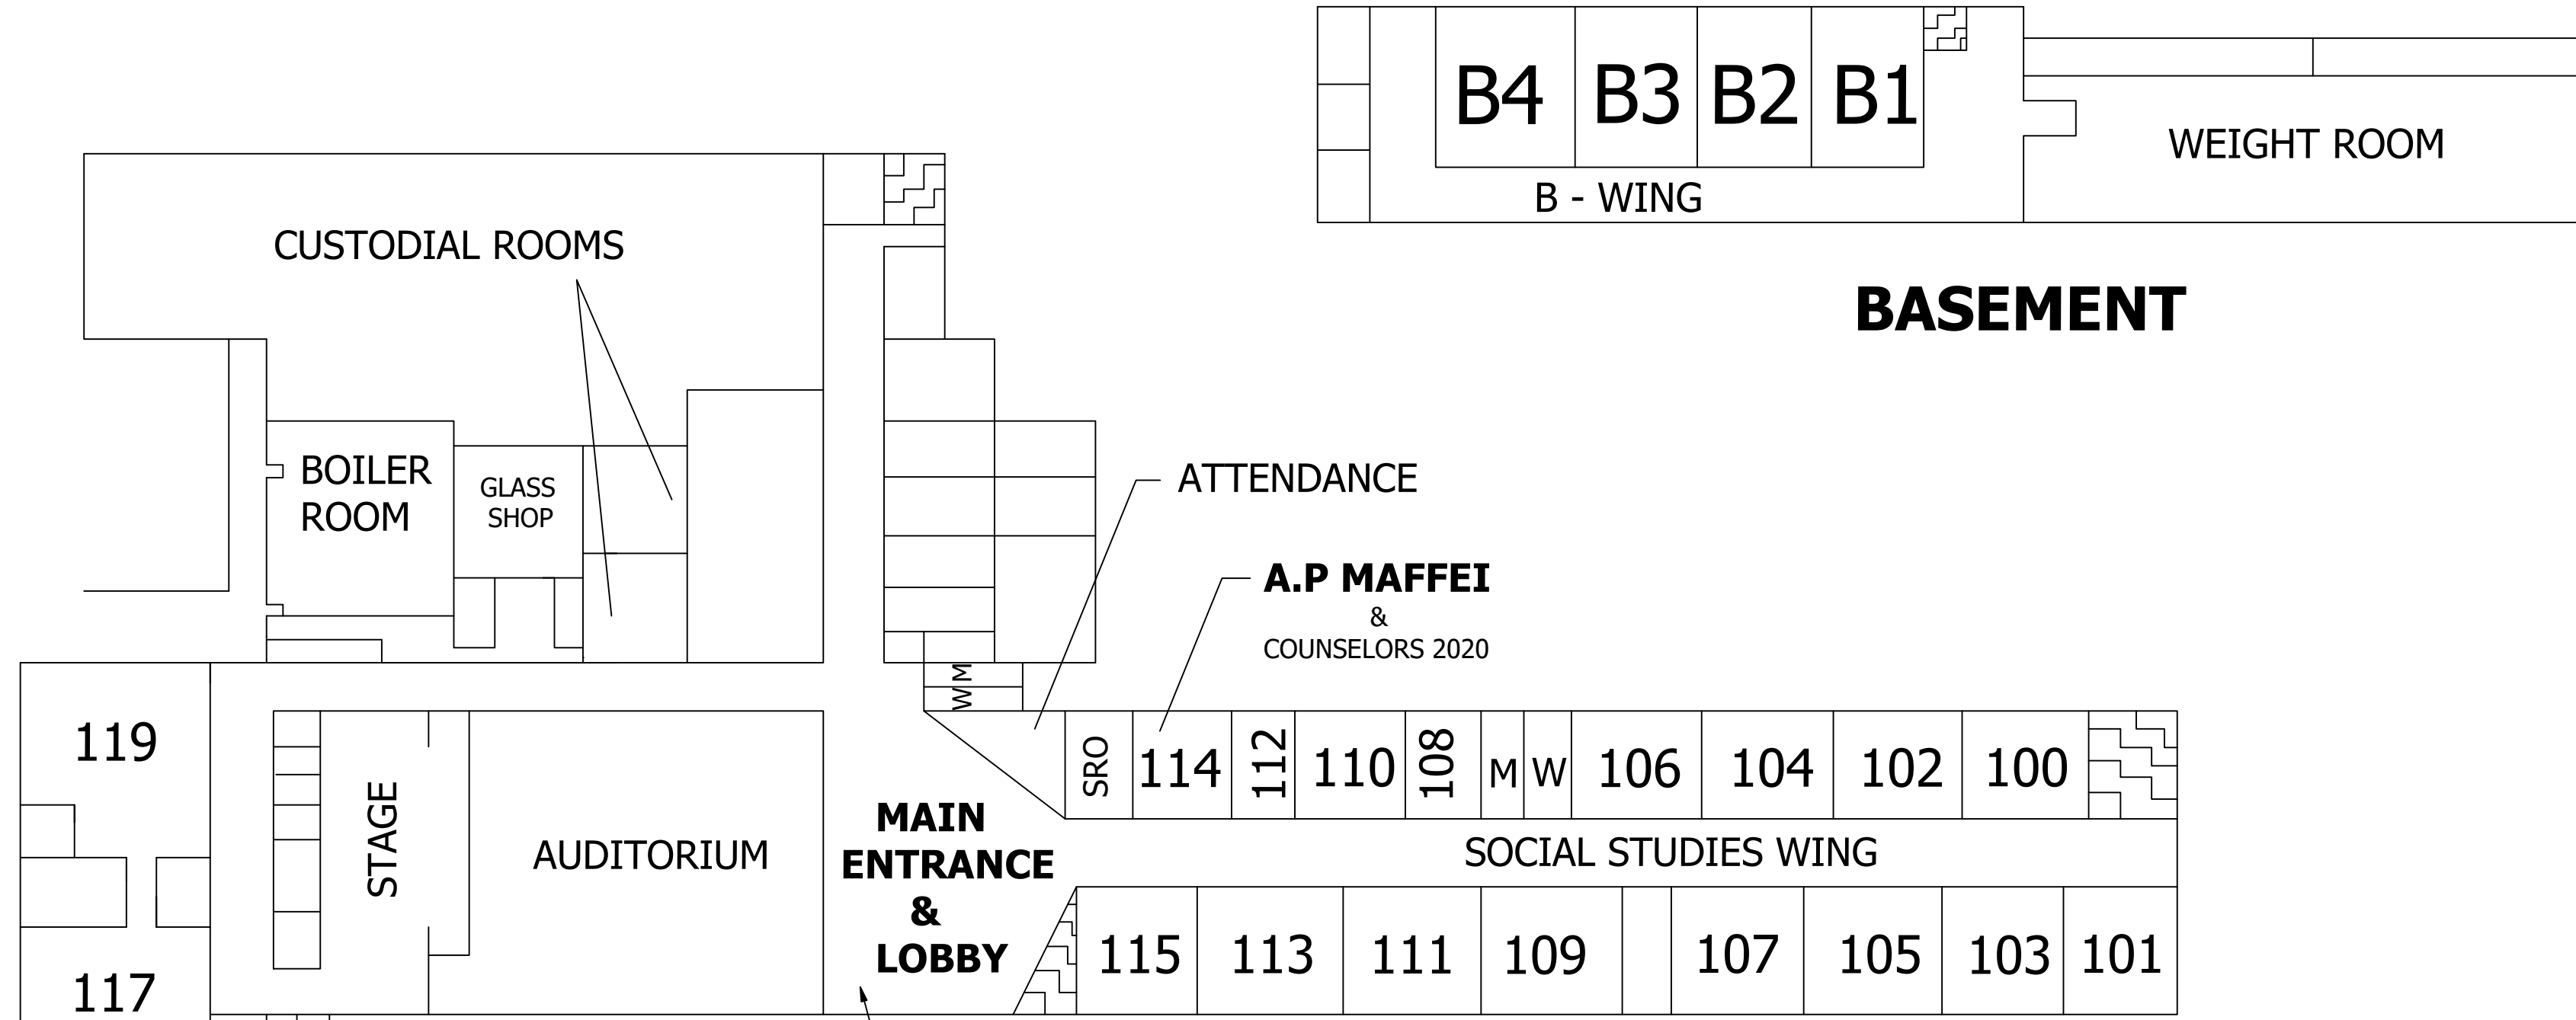 B4 B3 B2 B1
WEIGHT ROOM
B - WING
BASEMENT
CUSTODIAL ROOMS
BOILER
ROOM
GLASS
SHOP
ATTENDANCE
A.P MAFFEI
&
COUNSELORS 2020
M
W
119
SRO 114 112 110 108 M W 106 104 102 100
STAGE
AUDITORIUM
MAIN
ENTRANCE
&
LOBBY
SOCIAL STUDIES WING
117
115 113 111 109 107 105 103 101